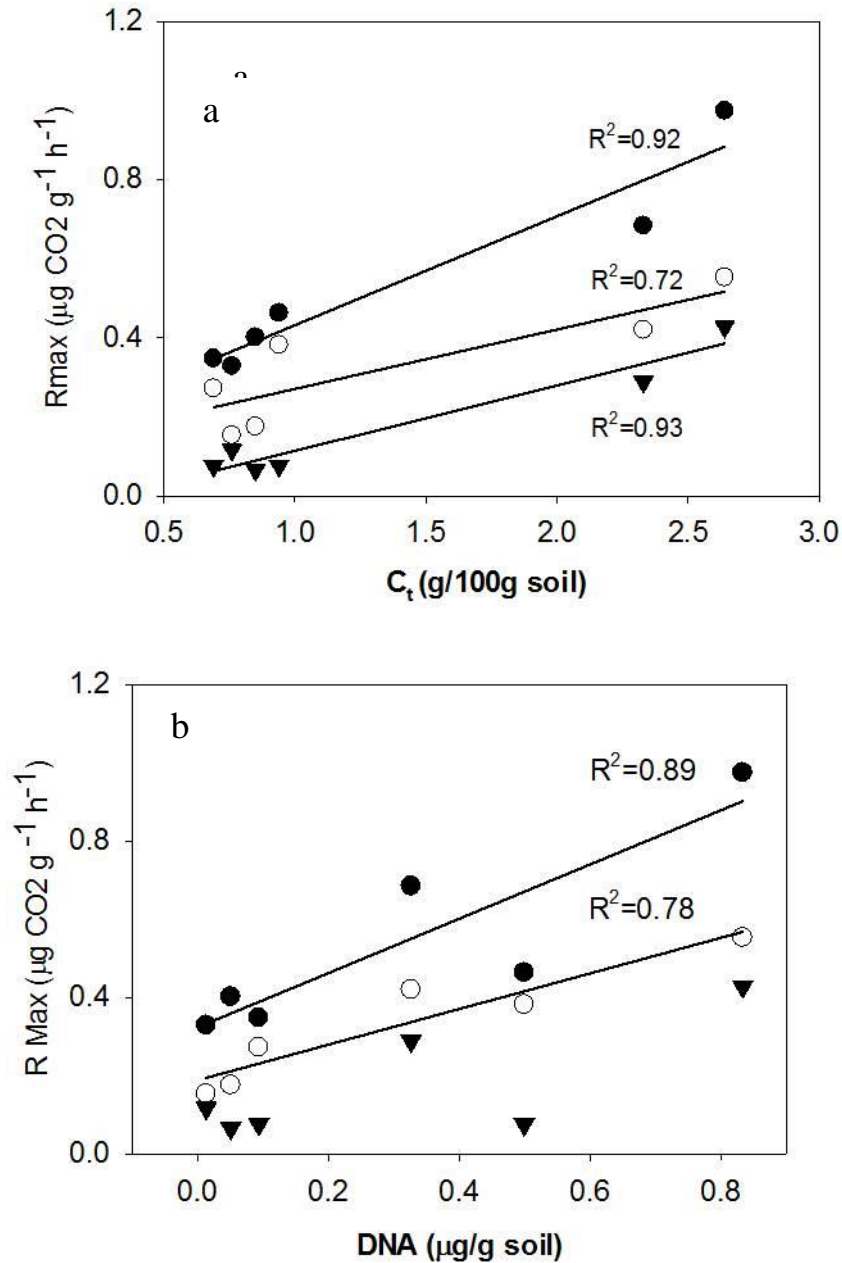 1.2
a
a
R²=0.92
0.8
Rmax (μg CO2 g⁻¹ h⁻¹)
R²=0.72
0.4
R²=0.93
0.0
0.5 1.0 1.5 2.0 2.5 3.0
Cₜ (g/100g soil)
1.2
b
R²=0.89
0.8
R Max (μg CO2 g⁻¹ h⁻¹)
R²=0.78
0.4
0.0
0.0 0.2 0.4 0.6 0.8
DNA (μg/g soil)